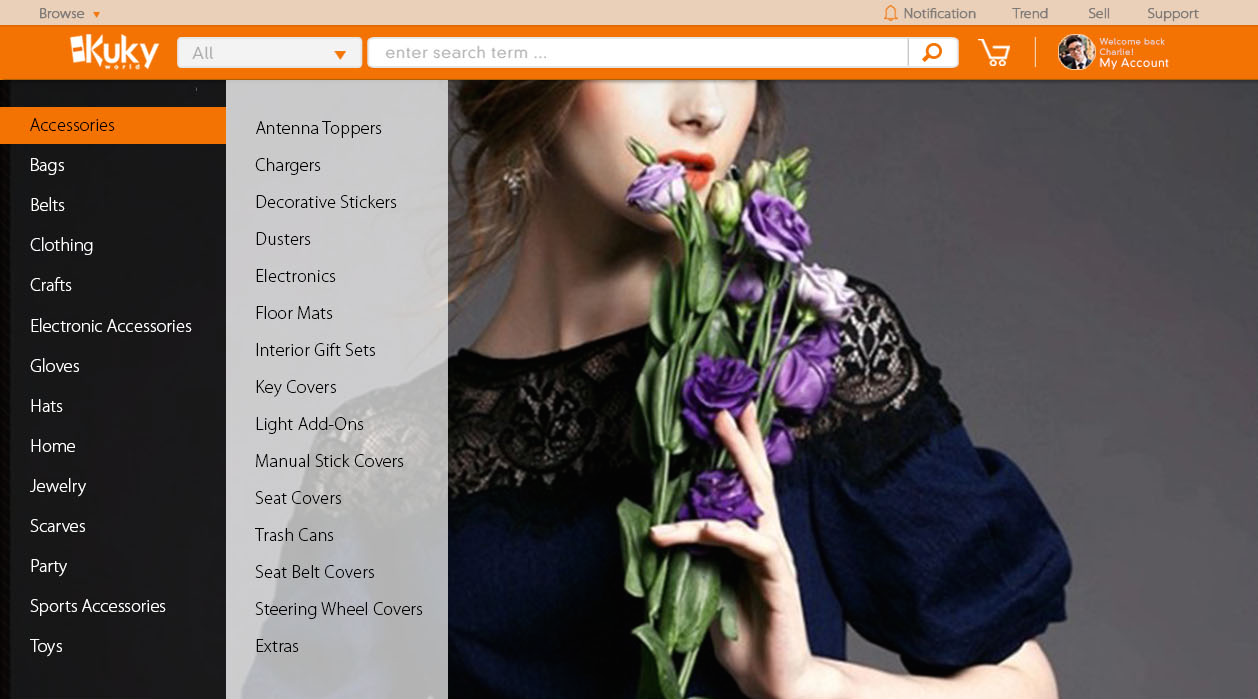 Browse
Notification
Trend
Sell
Support
Kuky
world
All
enter search term ...
Welcome back
Charlie!
My Account
Accessories
Bags
Belts
Clothing
Crafts
Electronic Accessories
Gloves
Hats
Home
Jewelry
Scarves
Party
Sports Accessories
Toys
Antenna Toppers
Chargers
Decorative Stickers
Dusters
Electronics
Floor Mats
Interior Gift Sets
Key Covers
Light Add-Ons
Manual Stick Covers
Seat Covers
Trash Cans
Seat Belt Covers
Steering Wheel Covers
Extras